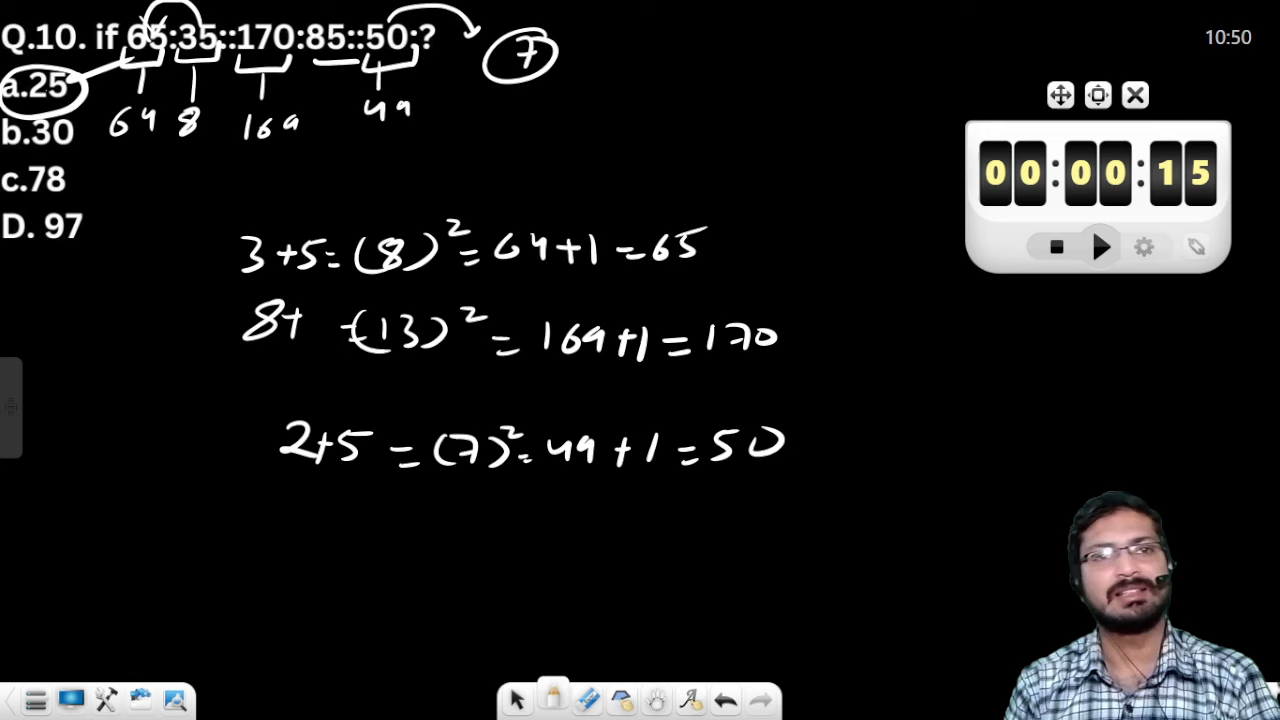 Q.10. if 65:35::170:85::50:?
7
10:50
a.25
64 8 169 49
b.30
00:00:15
c.78
D. 97
3+5=(8)²=64+1=65
8+ =(13)²=169+1=170
2+5=(7)²=49+1=50